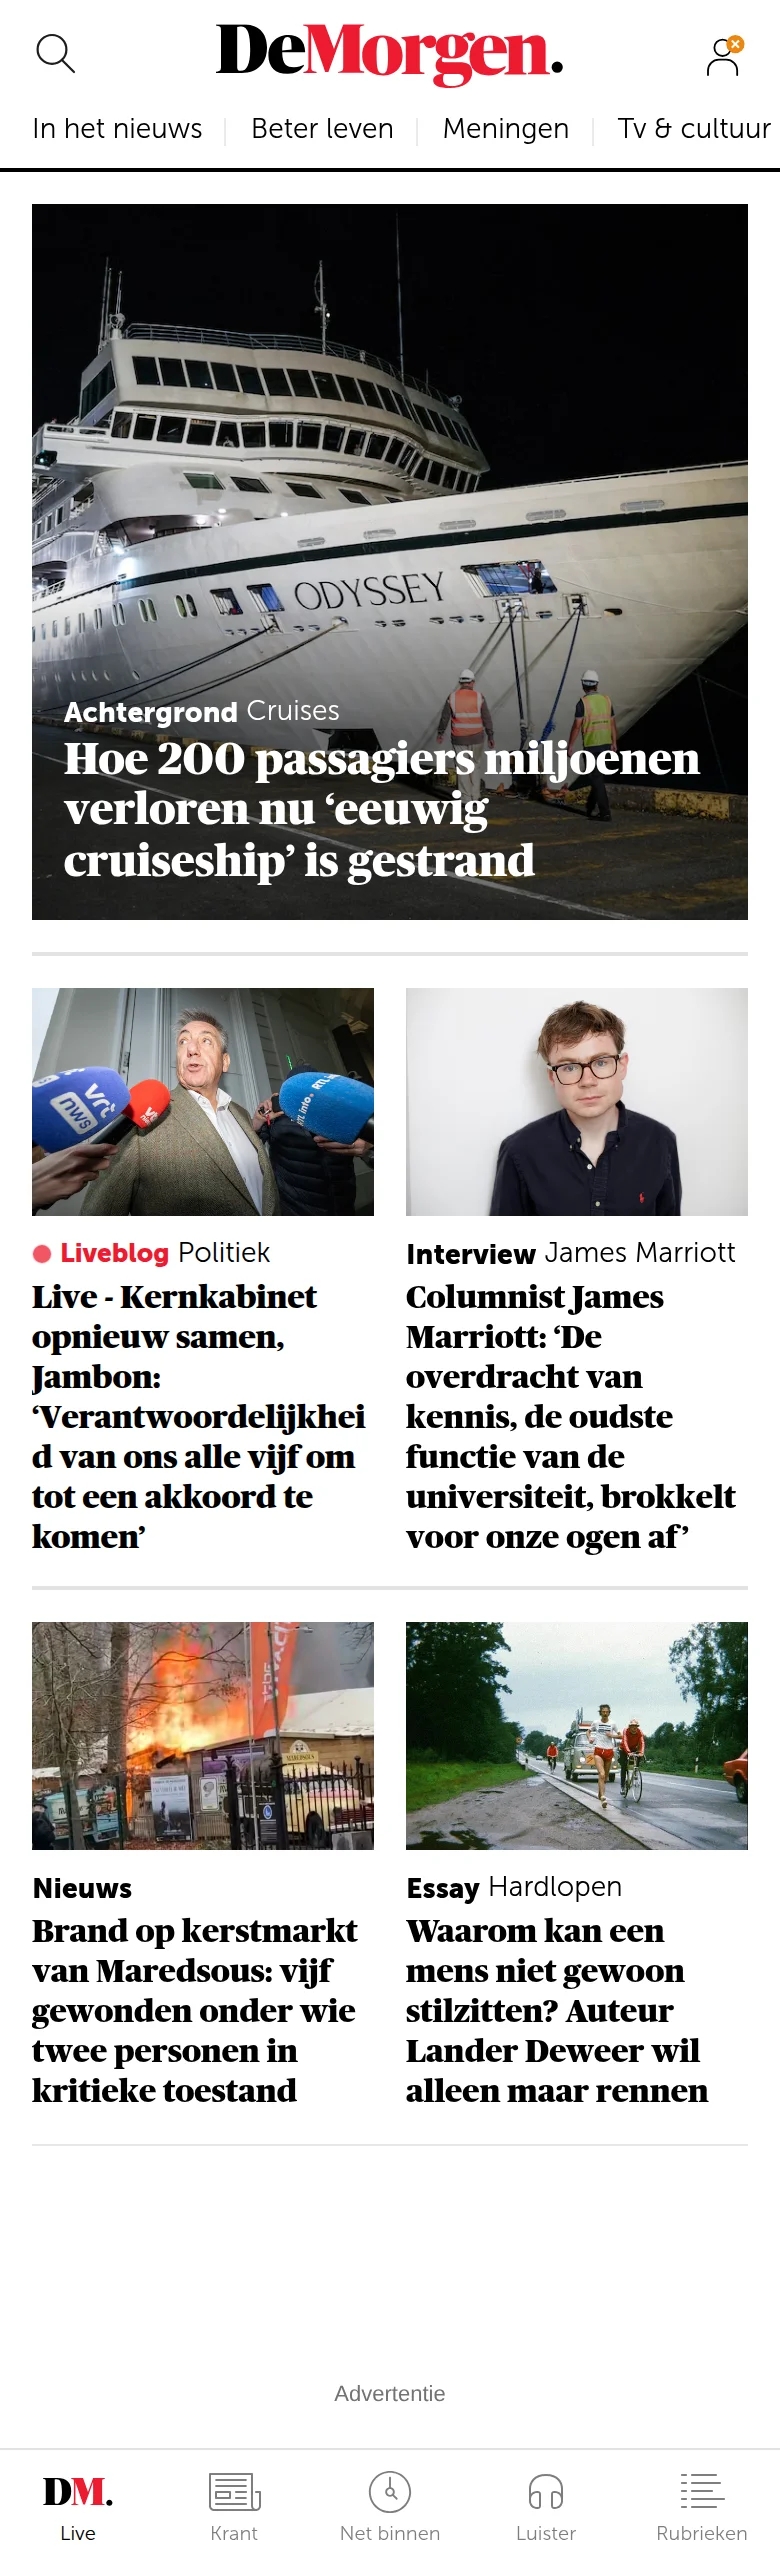 DeMorgen.
In het nieuws
Beter leven
Meningen
Tv & cultuur
ODYSSEY
Achtergrond Cruises
Hoe 200 passagiers miljoenen
verloren nu ‘eeuwig
cruiseship’ is gestrand
vrt
nws
RTL info
Liveblog Politiek
Live - Kernkabinet
opnieuw samen,
Jambon:
‘Verantwoordelijkhei
d van ons alle vijf om
tot een akkoord te
komen’
Interview James Marriott
Columnist James
Marriott: ‘De
overdracht van
kennis, de oudste
functie van de
universiteit, brokkelt
voor onze ogen af’
MAREDSOUS
Nieuws
Brand op kerstmarkt
van Maredsous: vijf
gewonden onder wie
twee personen in
kritieke toestand
Essay Hardlopen
Waarom kan een
mens niet gewoon
stilzitten? Auteur
Lander Deweer wil
alleen maar rennen
Advertentie
DM.
Live
Krant
Net binnen
Luister
Rubrieken